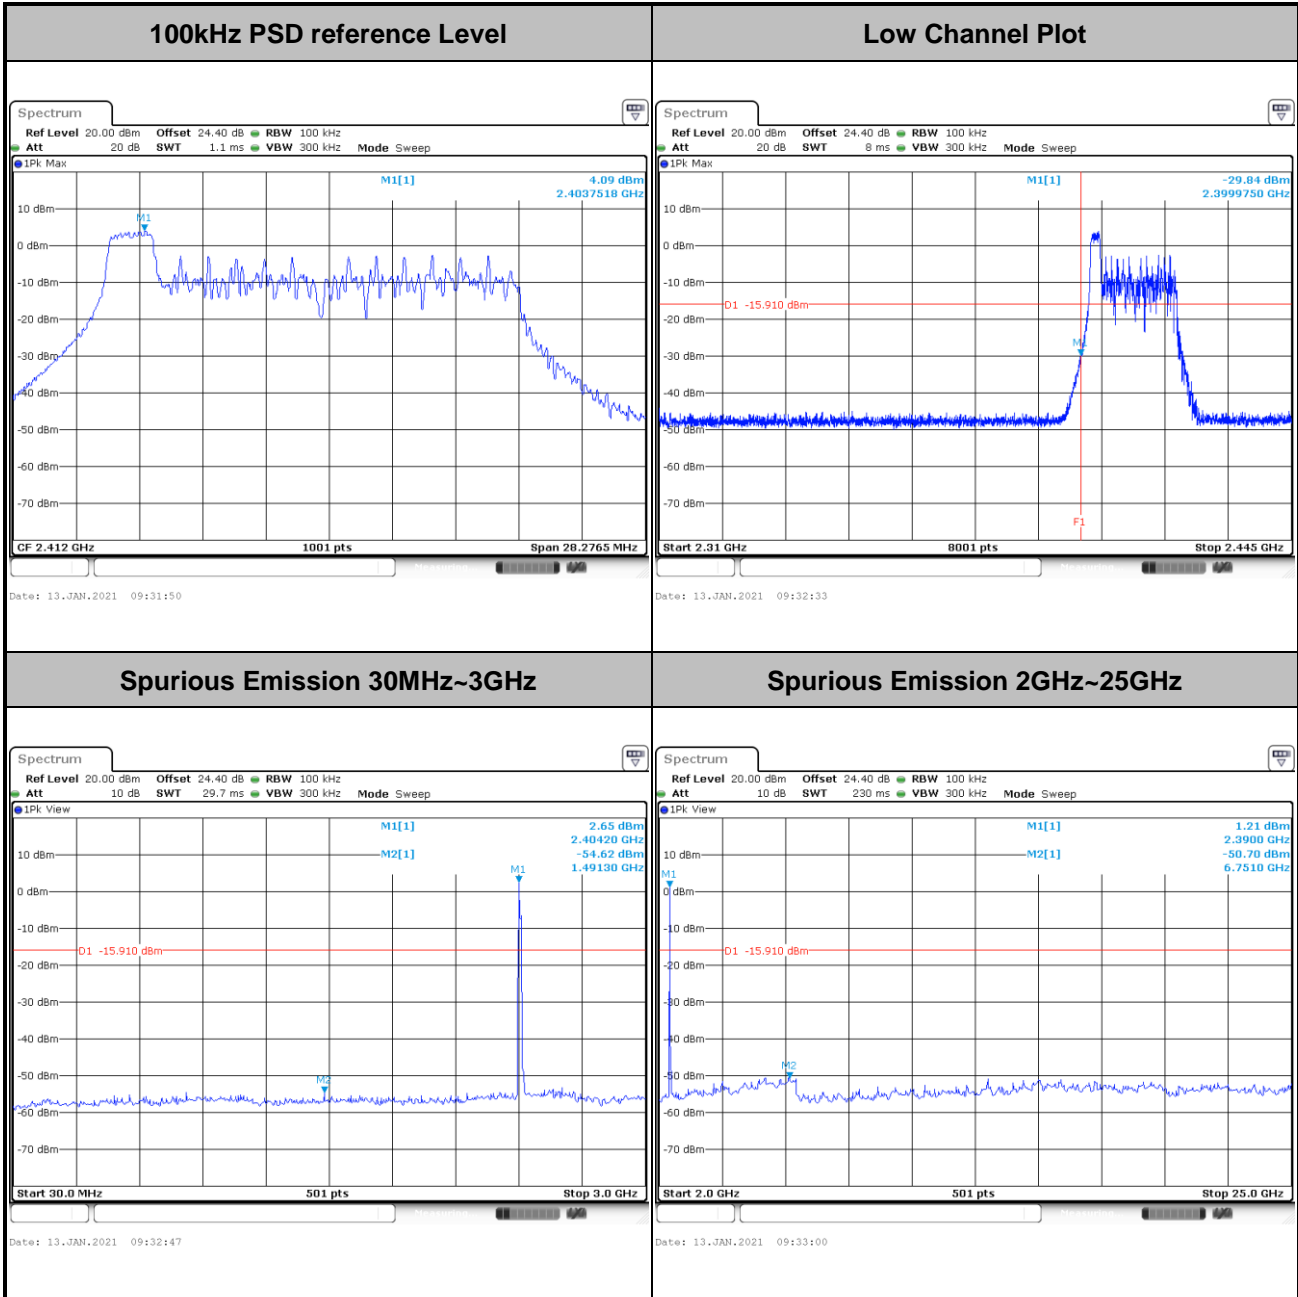 100kHz PSD reference Level
Low Channel Plot
Spectrum
Ref Level 20.00 dBm Offset 24.40 dB RBW 100 kHz
Att 20 dB SWT 1.1 ms VBW 300 kHz Mode Sweep
1Pk Max
M1[1] 4.09 dBm
2.4037518 GHz
M1
10 dBm
0 dBm
-10 dBm
-20 dBm
-30 dBm
-40 dBm
-50 dBm
-60 dBm
-70 dBm
CF 2.412 GHz 1001 pts Span 28.2765 MHz
Measuring
Date: 13.JAN.2021 09:31:50
Spectrum
Ref Level 20.00 dBm Offset 24.40 dB RBW 100 kHz
Att 20 dB SWT 8 ms VBW 300 kHz Mode Sweep
1Pk Max
M1[1] -29.84 dBm
2.3999750 GHz
10 dBm
0 dBm
-10 dBm
D1 -15.910 dBm
-20 dBm
-30 dBm
M1
-40 dBm
-50 dBm
-60 dBm
-70 dBm
F1
Start 2.31 GHz 8001 pts Stop 2.445 GHz
Measuring
Date: 13.JAN.2021 09:32:33
Spurious Emission 30MHz~3GHz
Spurious Emission 2GHz~25GHz
Spectrum
Ref Level 20.00 dBm Offset 24.40 dB RBW 100 kHz
Att 10 dB SWT 29.7 ms VBW 300 kHz Mode Sweep
1Pk View
M1[1] 2.65 dBm
2.40420 GHz
M2[1] -54.62 dBm
1.49130 GHz
M1
10 dBm
0 dBm
-10 dBm
D1 -15.910 dBm
-20 dBm
-30 dBm
-40 dBm
-50 dBm
M2
-60 dBm
-70 dBm
Start 30.0 MHz 501 pts Stop 3.0 GHz
Measuring
Date: 13.JAN.2021 09:32:47
Spectrum
Ref Level 20.00 dBm Offset 24.40 dB RBW 100 kHz
Att 10 dB SWT 230 ms VBW 300 kHz Mode Sweep
1Pk View
M1[1] 1.21 dBm
2.3900 GHz
M2[1] -50.70 dBm
6.7510 GHz
10 dBm
M1
0 dBm
-10 dBm
D1 -15.910 dBm
-20 dBm
-30 dBm
-40 dBm
M2
-50 dBm
-60 dBm
-70 dBm
Start 2.0 GHz 501 pts Stop 25.0 GHz
Measuring
Date: 13.JAN.2021 09:33:00